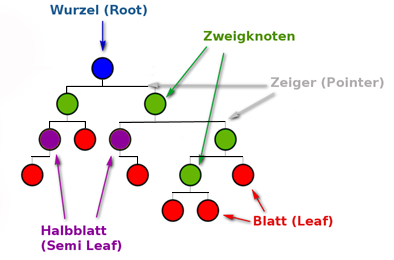 Wurzel (Root)
Zweigknoten
Zeiger (Pointer)
Halbblatt
(Semi Leaf)
Blatt (Leaf)